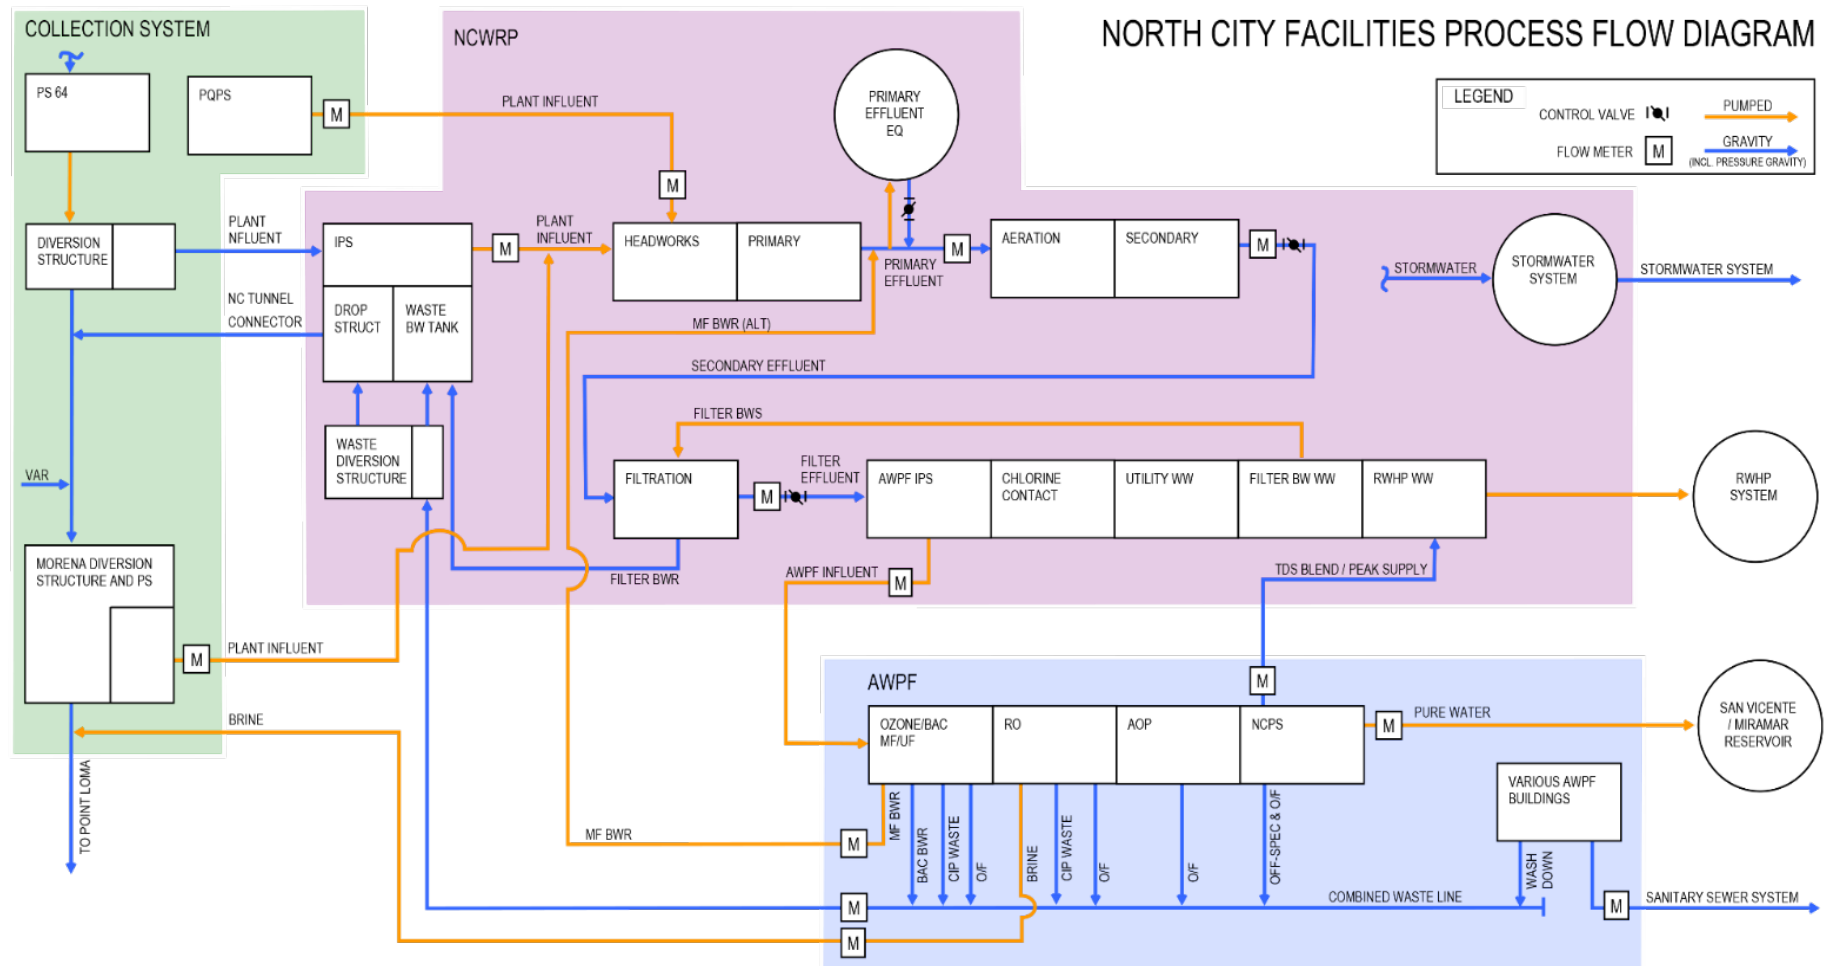 NORTH CITY FACILITIES PROCESS FLOW DIAGRAM
COLLECTION SYSTEM
NCWRP
LEGEND
CONTROL VALVE
PUMPED
FLOW METER
M
GRAVITY
(INCL. PRESSURE GRAVITY)
PS 64
PQPS
M
PLANT INFLUENT
M
PRIMARY
EFFLUENT
EQ
DIVERSION
STRUCTURE
PLANT
NFLUENT
IPS
M
PLANT
INFLUENT
HEADWORKS
PRIMARY
PRIMARY
EFFLUENT
M
AERATION
SECONDARY
M
STORMWATER
STORMWATER
SYSTEM
STORMWATER SYSTEM
NC TUNNEL
CONNECTOR
DROP
STRUCT
WASTE
BW TANK
MF BWR (ALT)
SECONDARY EFFLUENT
FILTER BWS
WASTE
DIVERSION
STRUCTURE
VAR
FILTRATION
M
FILTER
EFFLUENT
AWPF IPS
CHLORINE
CONTACT
UTILITY WW
FILTER BW WW
RWHP WW
RWHP
SYSTEM
MORENA DIVERSION
STRUCTURE AND PS
FILTER BWR
AWPF INFLUENT
M
TDS BLEND / PEAK SUPPLY
M
PLANT INFLUENT
M
AWPF
BRINE
OZONE/BAC
MF/UF
RO
AOP
NCPS
M
PURE WATER
SAN VICENTE
/ MIRAMAR
RESERVOIR
TO POINT LOMA
VARIOUS AWPF
BUILDINGS
MF BWR
M
MF BWR
BAC BWR
CIP WASTE
O/F
BRINE
CIP WASTE
O/F
O/F
OFF-SPEC & O/F
WASH
DOWN
M
COMBINED WASTE LINE
M
SANITARY SEWER SYSTEM
M